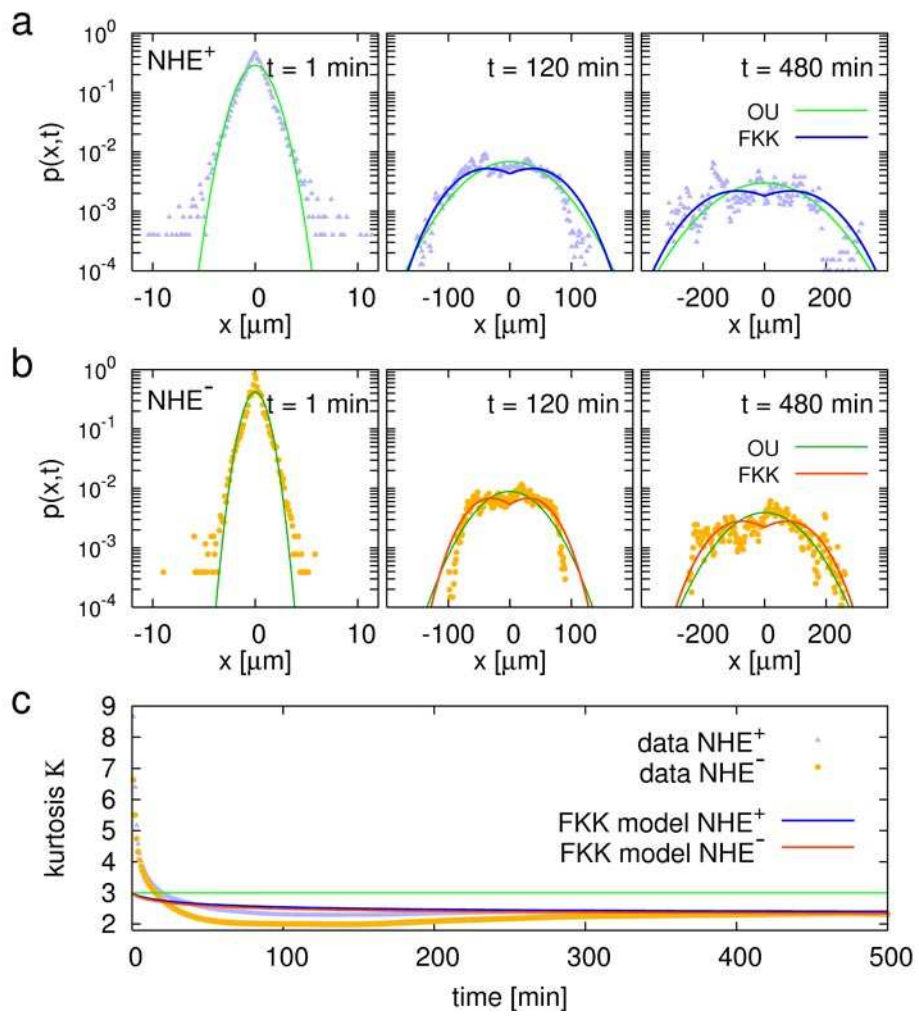 a
NHE⁺ t = 1 min t = 120 min t = 480 min
OU
FKK
p(x,t)
10⁰
10⁻¹
10⁻²
10⁻³
10⁻⁴
-10 0 10 -100 0 100 -200 0 200
x [μm] x [μm] x [μm]
b
NHE⁻ t = 1 min t = 120 min t = 480 min
OU
FKK
p(x,t)
10⁰
10⁻¹
10⁻²
10⁻³
10⁻⁴
-10 0 10 -100 0 100 -200 0 200
x [μm] x [μm] x [μm]
c
9
8
7
6
5
4
3
2
kurtosis K
data NHE⁺
data NHE⁻
FKK model NHE⁺
FKK model NHE⁻
0 100 200 300 400 500
time [min]